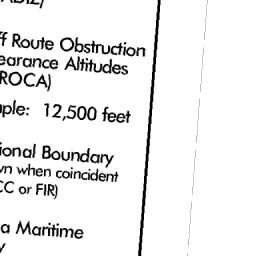 ff Route Obstruction
earance Altitudes
ROCA)
ple: 12,500 feet
ional Boundary
wn when coincident
CC or FIR)
a Maritime